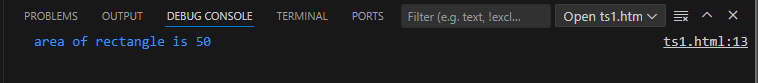 PROBLEMS OUTPUT DEBUG CONSOLE TERMINAL PORTS Filter (e.g. text, !excl... Open ts1.htm
area of rectangle is 50 ts1.html:13